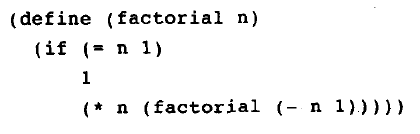 (define (factorial n)
(if (= n 1)
1
(* n (factorial (- n 1)))))